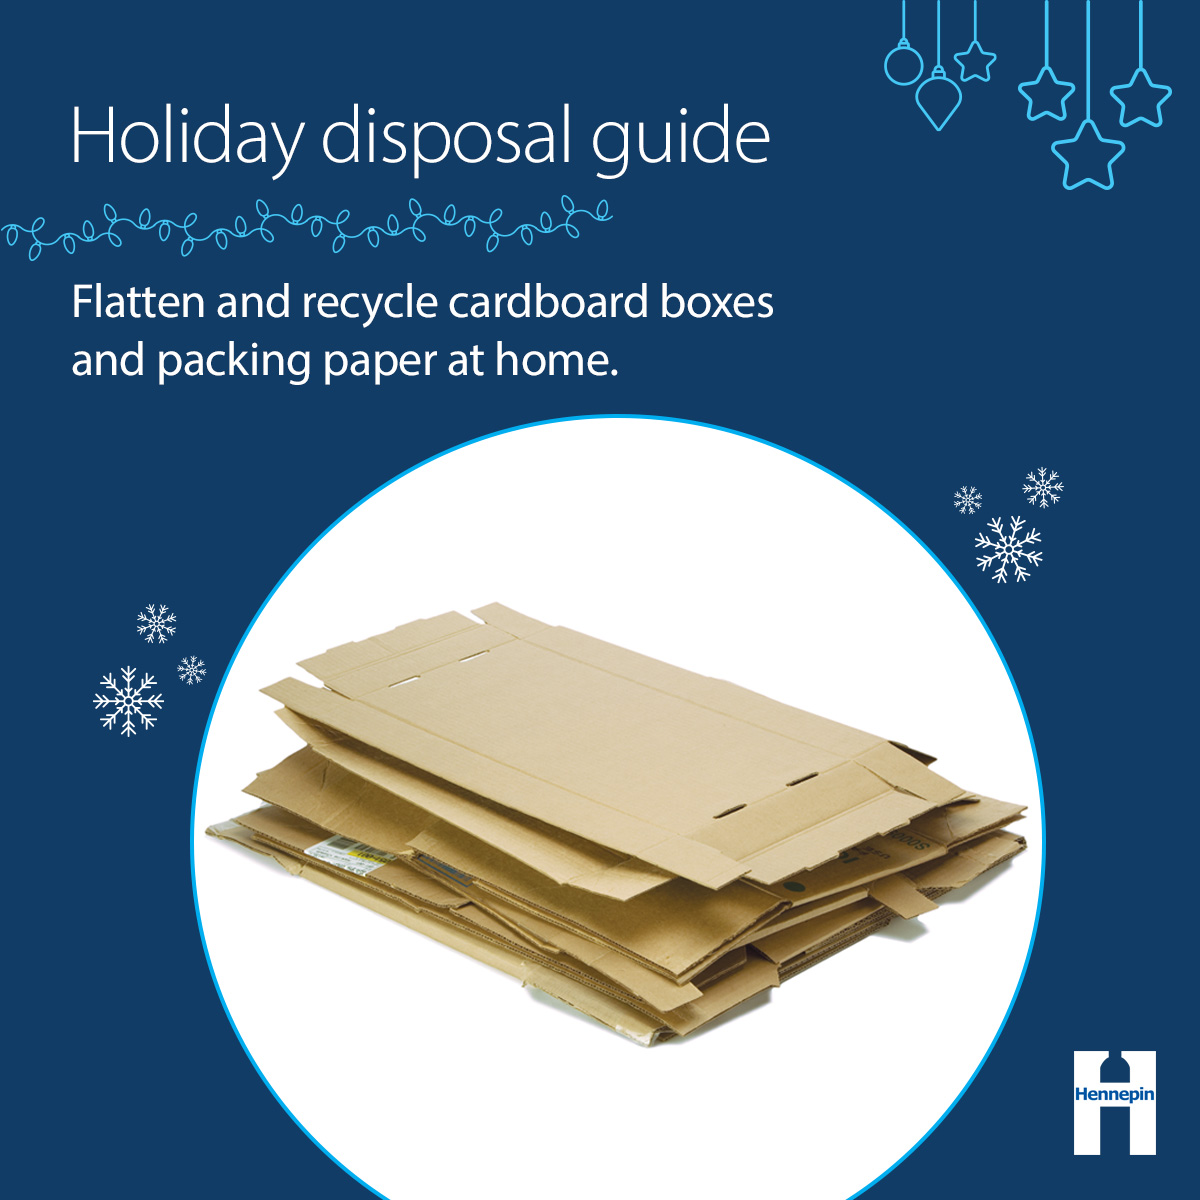 Holiday disposal guide
Flatten and recycle cardboard boxes
and packing paper at home.
Hennepin